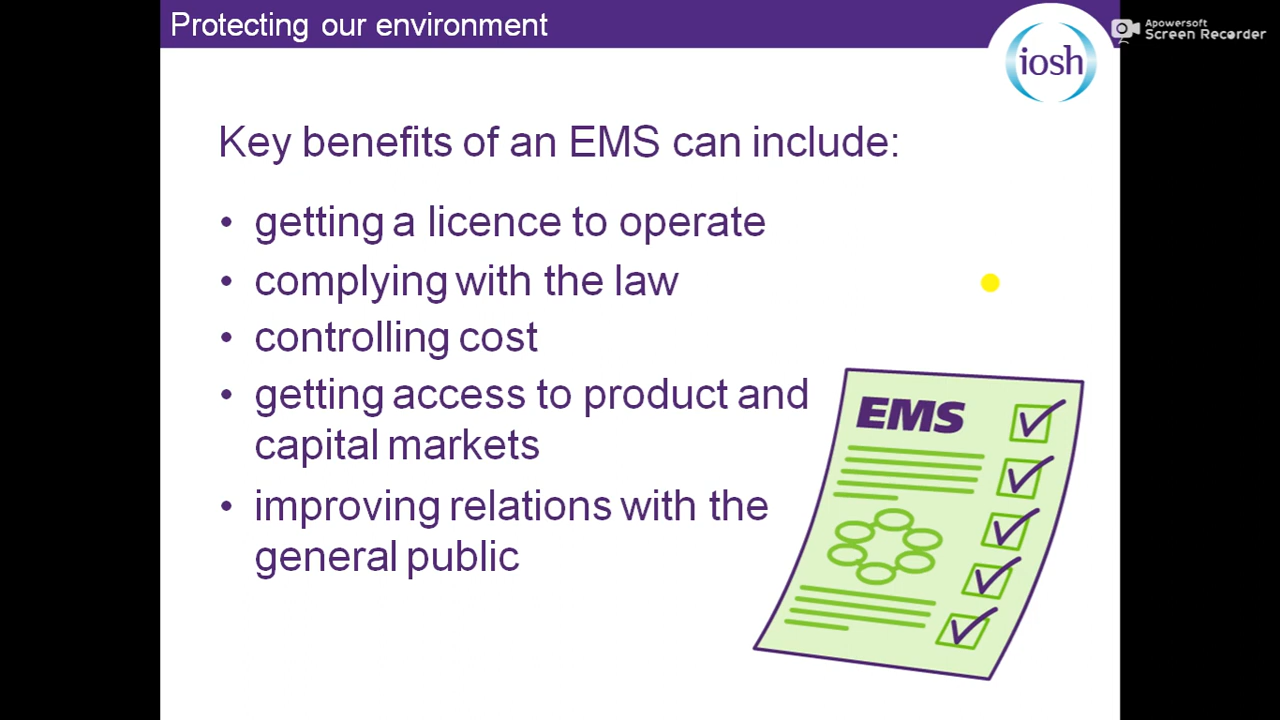 Protecting our environment
Apowersoft
Screen Recorder
iosh
Key benefits of an EMS can include:
• getting a licence to operate
• complying with the law
• controlling cost
• getting access to product and
capital markets
• improving relations with the
general public
EMS